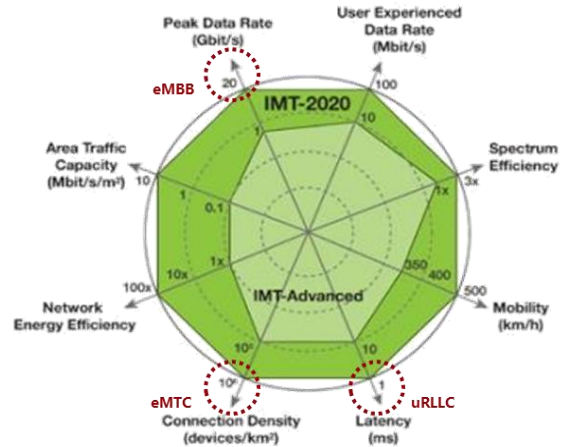 Peak Data Rate
(Gbit/s)
User Experienced
Data Rate
(Mbit/s)
eMBB
20
100
IMT-2020
1
10
Area Traffic
Capacity
(Mbit/s/m²)
Spectrum
Efficiency
10
1
0.1
1x
3x
350
400
500
100x
10x
1x
Network
Energy Efficiency
Mobility
(km/h)
IMT-Advanced
10⁵
10
10⁶
1
eMTC
uRLLC
Connection Density
(devices/km²)
Latency
(ms)